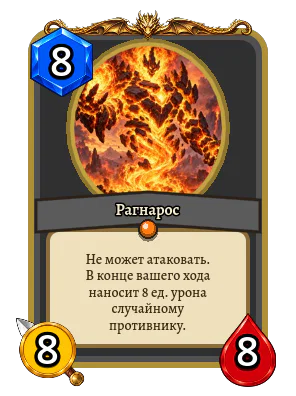 8
Рагнарос
Не может атаковать.
В конце вашего хода
наносит 8 ед. урона
случайному
противнику.
8
8